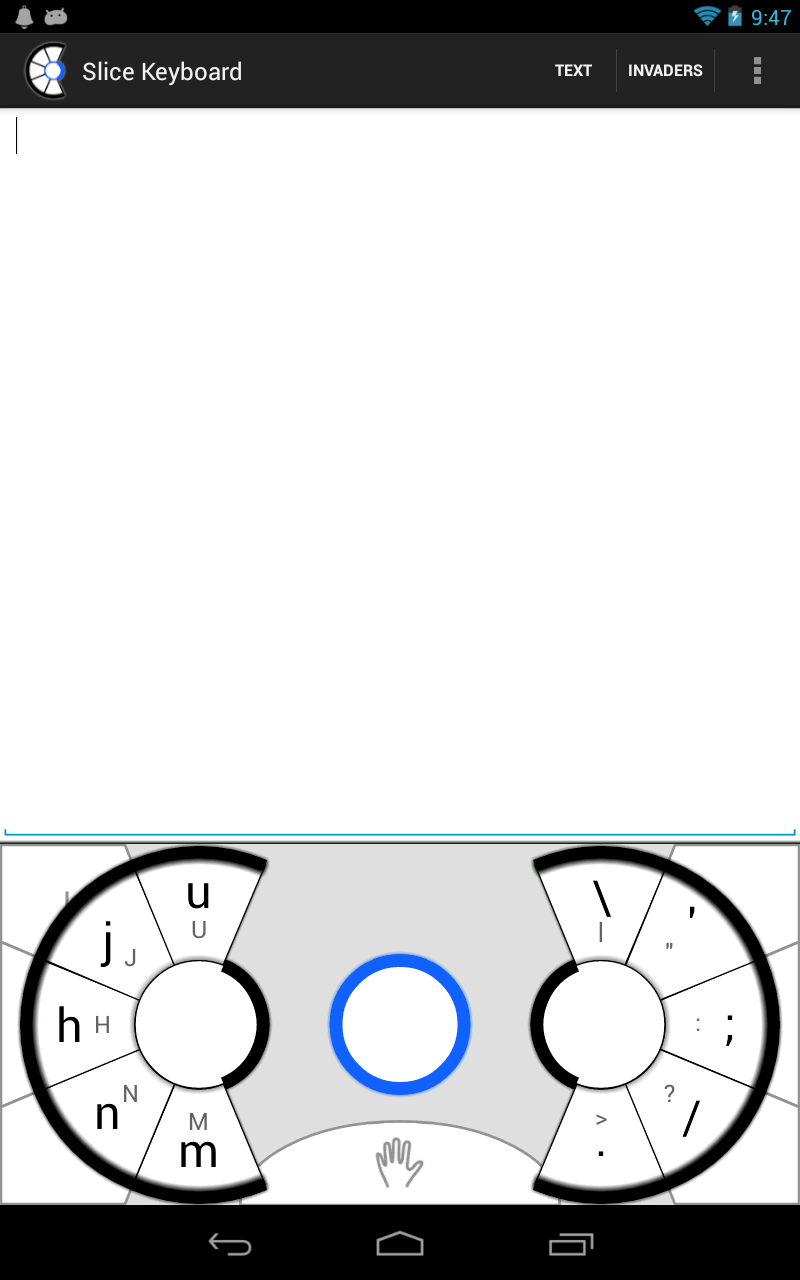 9:47
Slice Keyboard TEXT INVADERS
u \
U |
j J ' "
h H : ;
n N ? /
M >
m .